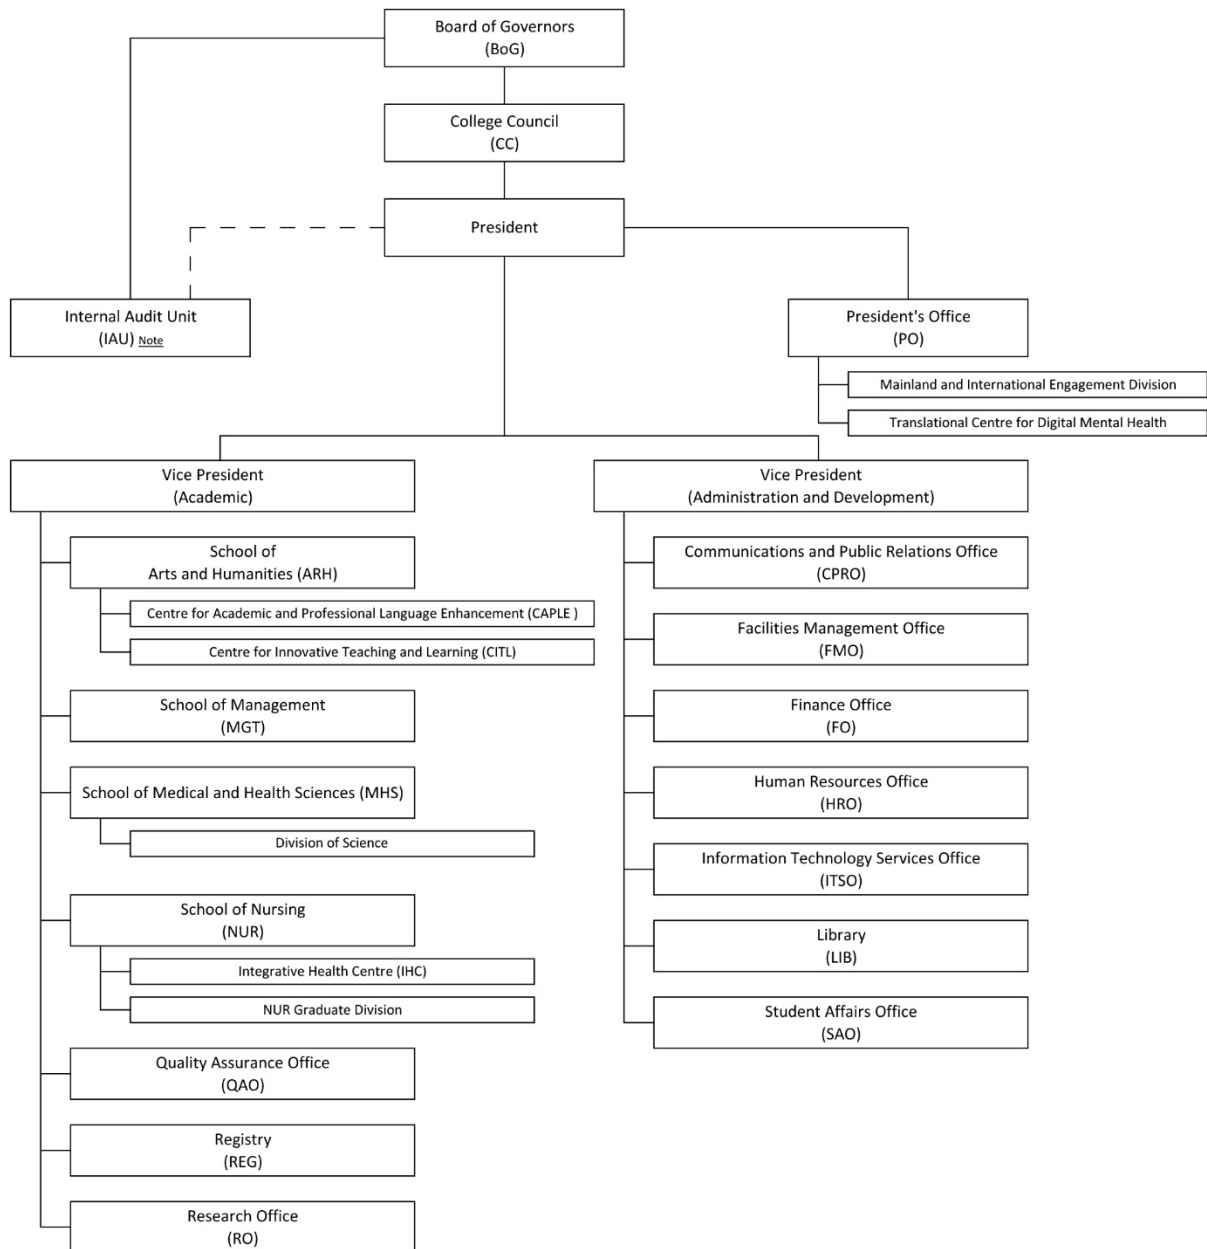 Board of Governors
(BoG)
College Council
(CC)
President
Internal Audit Unit
(IAU) Note
President's Office
(PO)
Mainland and International Engagement Division
Translational Centre for Digital Mental Health
Vice President
(Academic)
School of
Arts and Humanities (ARH)
Centre for Academic and Professional Language Enhancement (CAPLE )
Centre for Innovative Teaching and Learning (CITL)
School of Management
(MGT)
School of Medical and Health Sciences (MHS)
Division of Science
School of Nursing
(NUR)
Integrative Health Centre (IHC)
NUR Graduate Division
Quality Assurance Office
(QAO)
Registry
(REG)
Research Office
(RO)
Vice President
(Administration and Development)
Communications and Public Relations Office
(CPRO)
Facilities Management Office
(FMO)
Finance Office
(FO)
Human Resources Office
(HRO)
Information Technology Services Office
(ITSO)
Library
(LIB)
Student Affairs Office
(SAO)